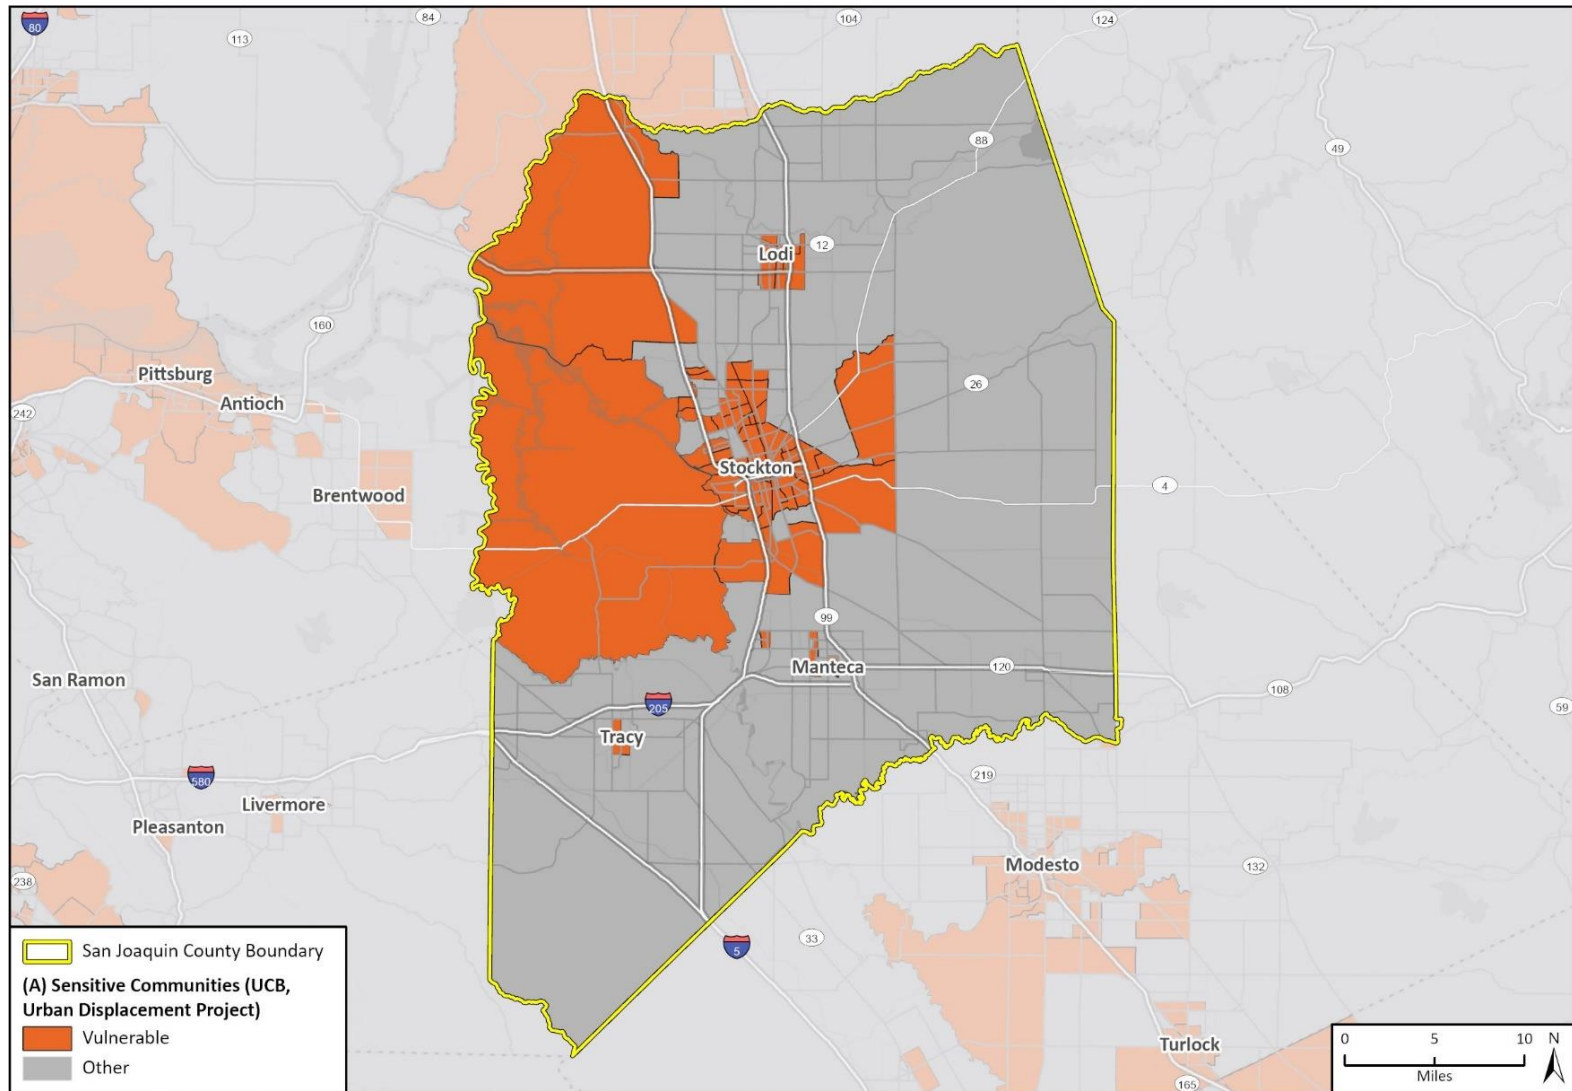 80
84
104
124
113
88
49
12
Lodi
160
26
Pittsburg
Antioch
242
Stockton
Brentwood
4
99
Manteca
120
San Ramon
108
59
205
Tracy
580
219
Livermore
Pleasanton
Modesto
132
238
33
5
San Joaquin County Boundary
(A) Sensitive Communities (UCB,
Urban Displacement Project)
Vulnerable
Other
Turlock
165
0 5 10 N
Miles